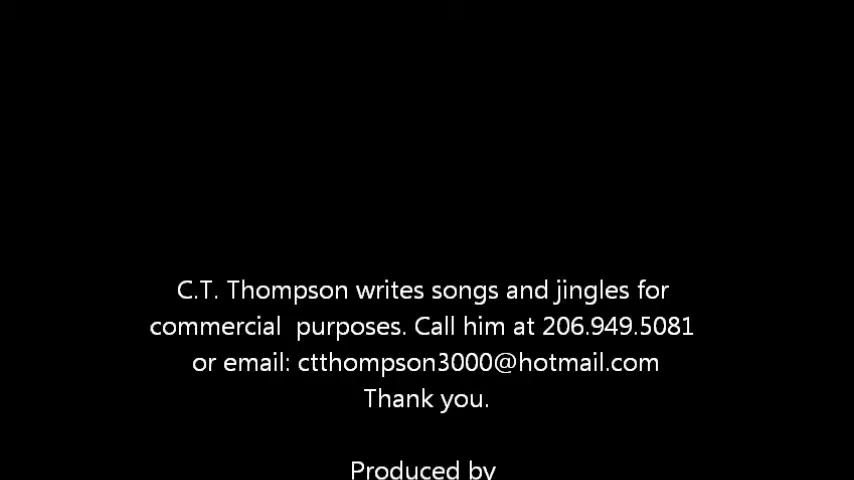 C.T. Thompson writes songs and jingles for
commercial  purposes. Call him at 206.949.5081
or email: ctthompson3000@hotmail.com
Thank you.
Produced by